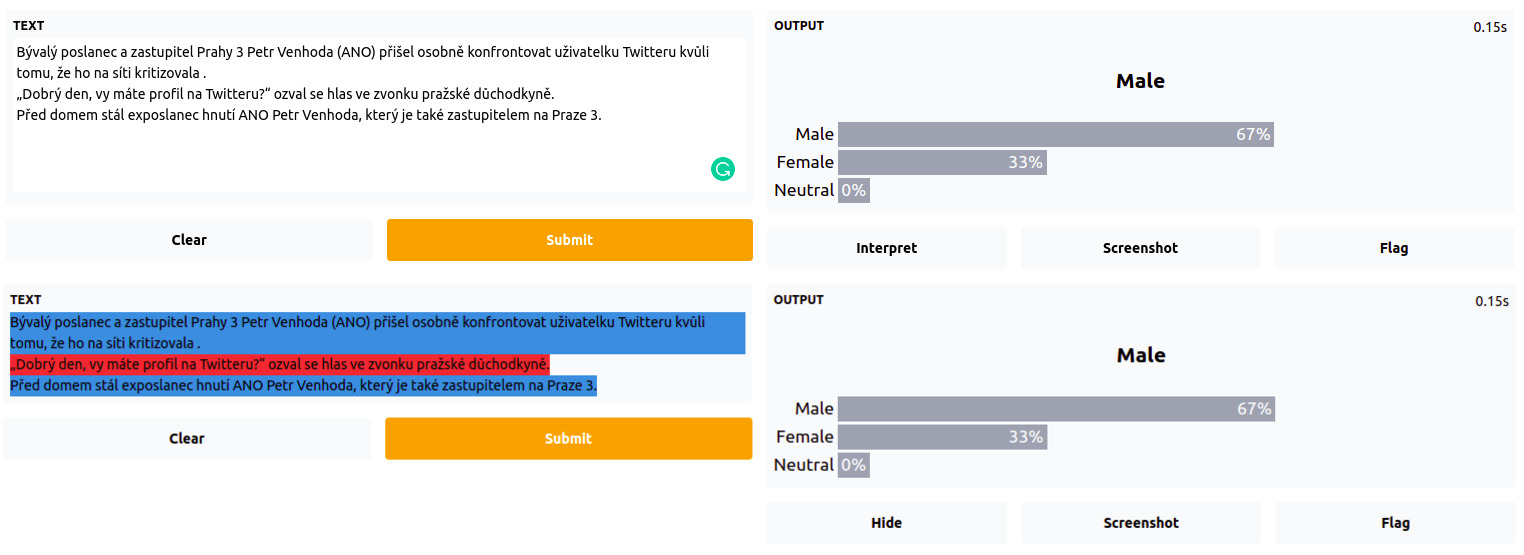 TEXT
Bývalý poslanec a zastupitel Prahy 3 Petr Venhoda (ANO) přišel osobně konfrontovat uživatelku Twitteru kvůli
tomu, že ho na síti kritizovala .
„Dobrý den, vy máte profil na Twitteru?“ ozval se hlas ve zvonku pražské důchodkyně.
Před domem stál exposlanec hnutí ANO Petr Venhoda, který je také zastupitelem na Praze 3.
Clear
Submit
OUTPUT
0.15s
Male
Male 67%
Female 33%
Neutral 0%
Interpret
Screenshot
Flag
TEXT
Bývalý poslanec a zastupitel Prahy 3 Petr Venhoda (ANO) přišel osobně konfrontovat uživatelku Twitteru kvůli
tomu, že ho na síti kritizovala .
„Dobrý den, vy máte profil na Twitteru?“ ozval se hlas ve zvonku pražské důchodkyně.
Před domem stál exposlanec hnutí ANO Petr Venhoda, který je také zastupitelem na Praze 3.
Clear
Submit
OUTPUT
0.15s
Male
Male 67%
Female 33%
Neutral 0%
Hide
Screenshot
Flag